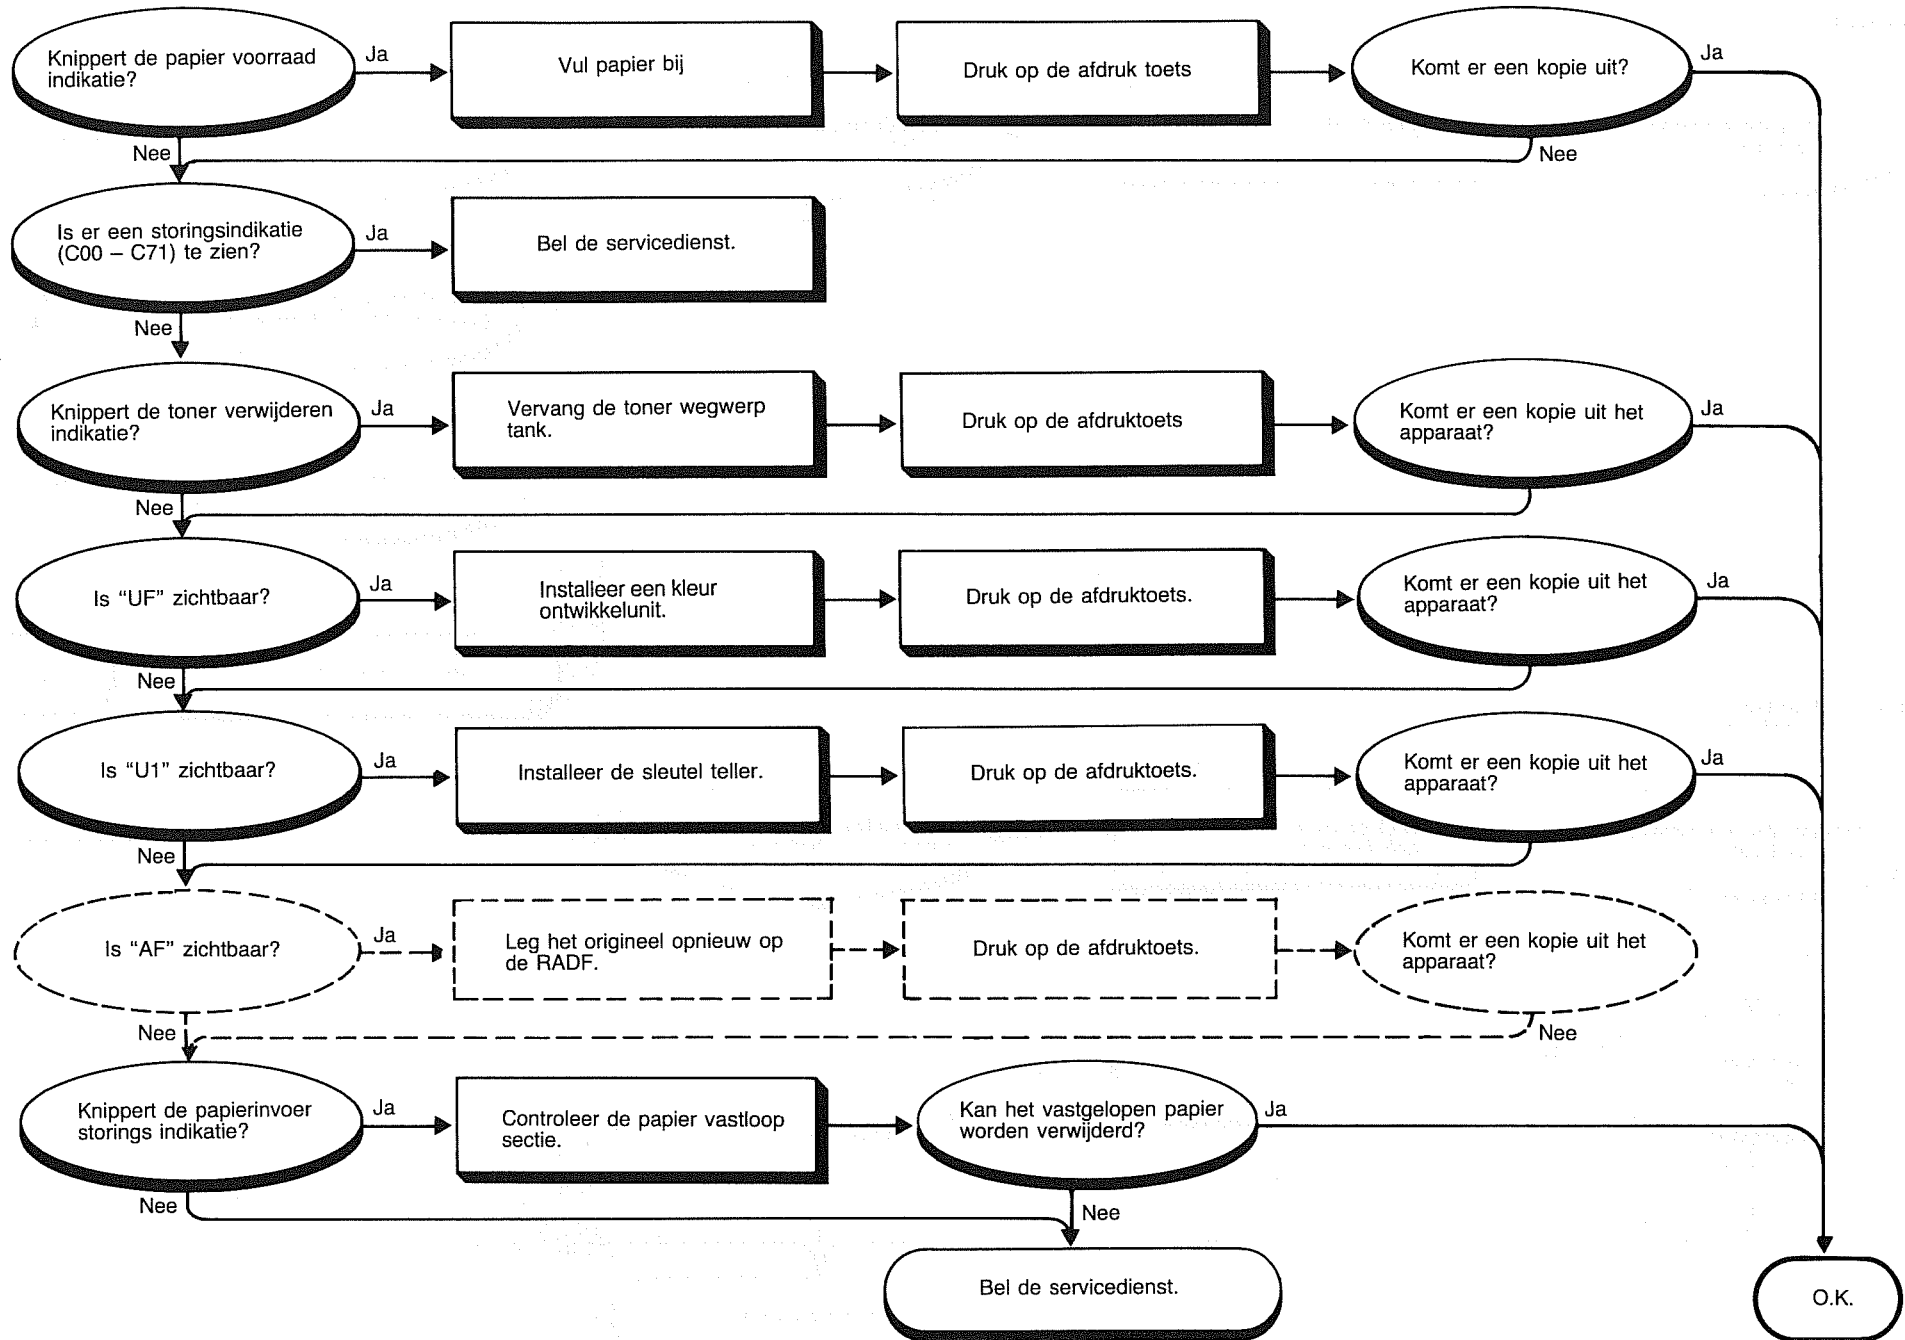 Knippert de papier voorraad
indikatie?
Ja
Vul papier bij
Druk op de afdruk toets
Komt er een kopie uit?
Ja
Nee
Nee
Is er een storingsindikatie
(C00 – C71) te zien?
Ja
Bel de servicedienst.
Nee
Knippert de toner verwijderen
indikatie?
Ja
Vervang de toner wegwerp
tank.
Druk op de afdruktoets
Komt er een kopie uit het
apparaat?
Ja
Nee
Is “UF” zichtbaar?
Ja
Installeer een kleur
ontwikkelunit.
Druk op de afdruktoets.
Komt er een kopie uit het
apparaat?
Ja
Nee
Is “U1” zichtbaar?
Ja
Installeer de sleutel teller.
Druk op de afdruktoets.
Komt er een kopie uit het
apparaat?
Ja
Nee
Is “AF” zichtbaar?
Ja
Leg het origineel opnieuw op
de RADF.
Druk op de afdruktoets.
Komt er een kopie uit het
apparaat?
Nee
Nee
Knippert de papierinvoer
storings indikatie?
Ja
Controleer de papier vastloop
sectie.
Kan het vastgelopen papier
worden verwijderd?
Ja
Nee
Nee
Bel de servicedienst.
O.K.